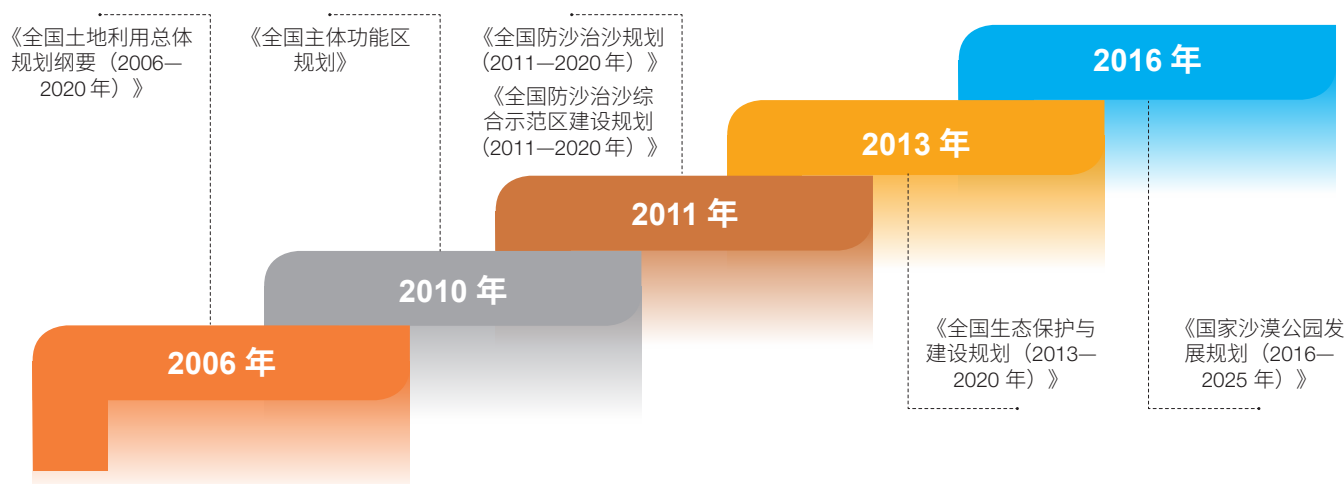 《全国土地利用总体
规划纲要（2006—
2020 年）》
《全国主体功能区
规划》
《全国防沙治沙规划
（2011—2020 年）》
《全国防沙治沙综
合示范区建设规划
（2011—2020 年）》
2016 年
2013 年
2011 年
2010 年
2006 年
《全国生态保护与
建设规划（2013—
2020 年）》
《国家沙漠公园发
展规划（2016—
2025 年）》